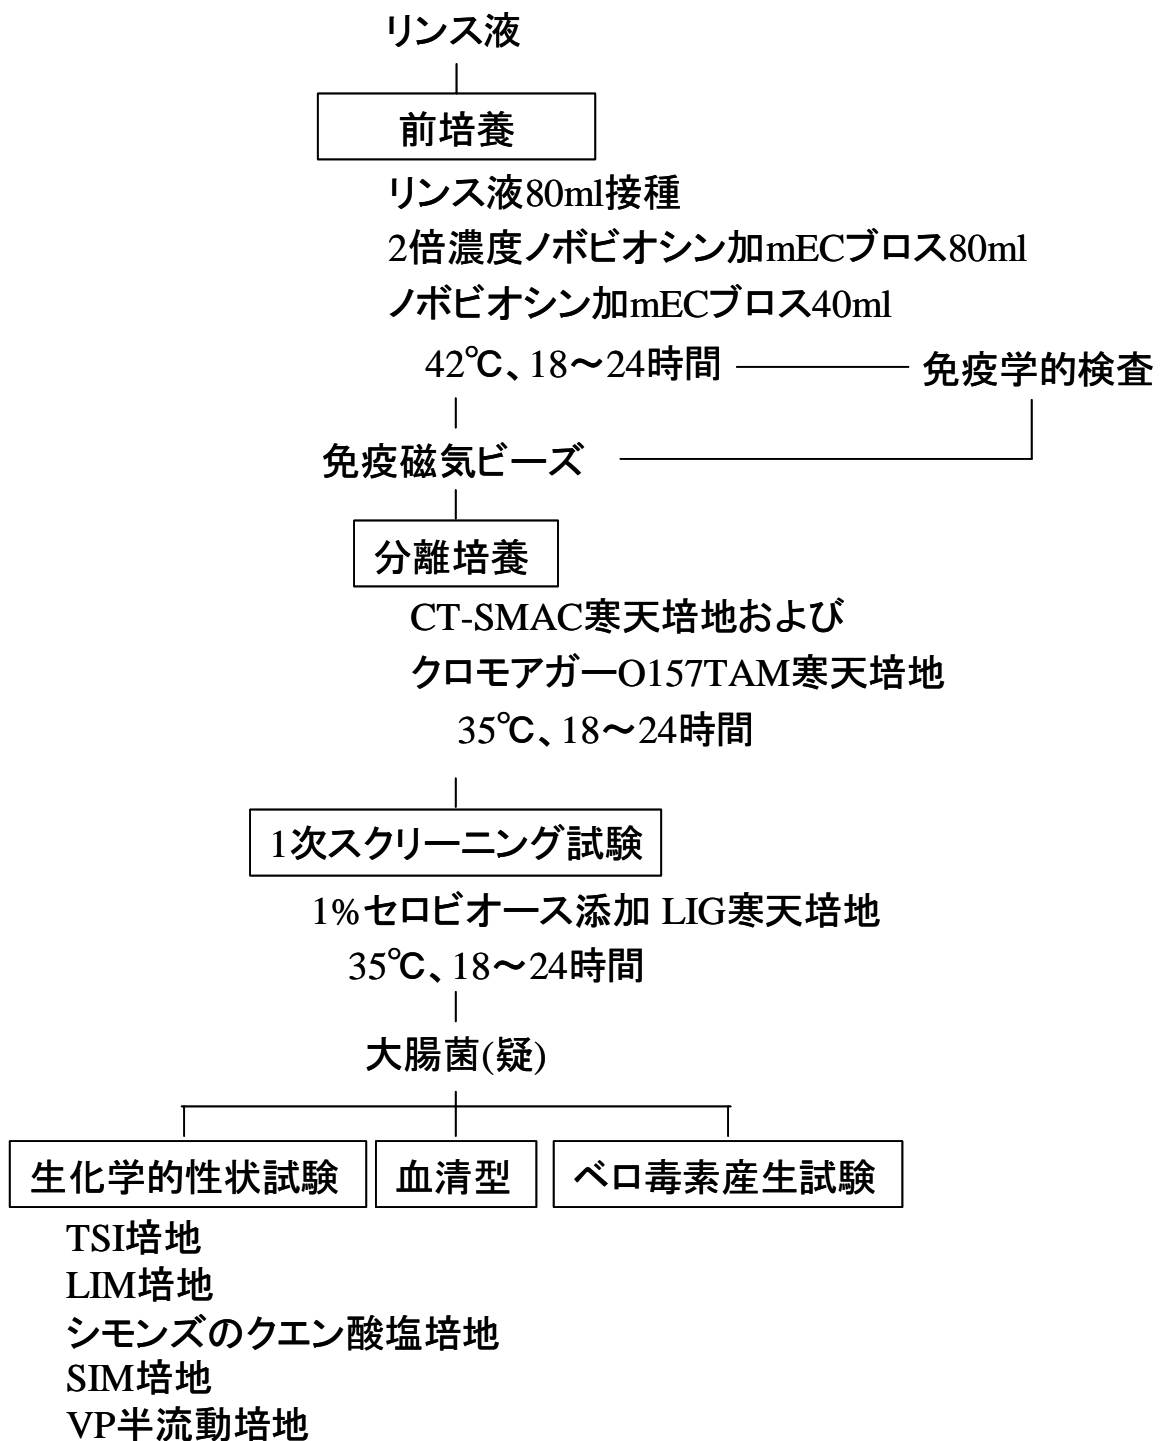 リンス液
前培養
リンス液80ml接種
2倍濃度ノボビオシン加mECブロス80ml
ノボビオシン加mECブロス40ml
42℃、18～24時間
免疫学的検査
免疫磁気ビーズ
分離培養
CT-SMAC寒天培地および
クロモアガーO157TAM寒天培地
35℃、18～24時間
1次スクリーニング試験
1%セロビオース添加 LIG寒天培地
35℃、18～24時間
大腸菌(疑)
生化学的性状試験
血清型
ベロ毒素産生試験
TSI培地
LIM培地
シモンズのクエン酸塩培地
SIM培地
VP半流動培地